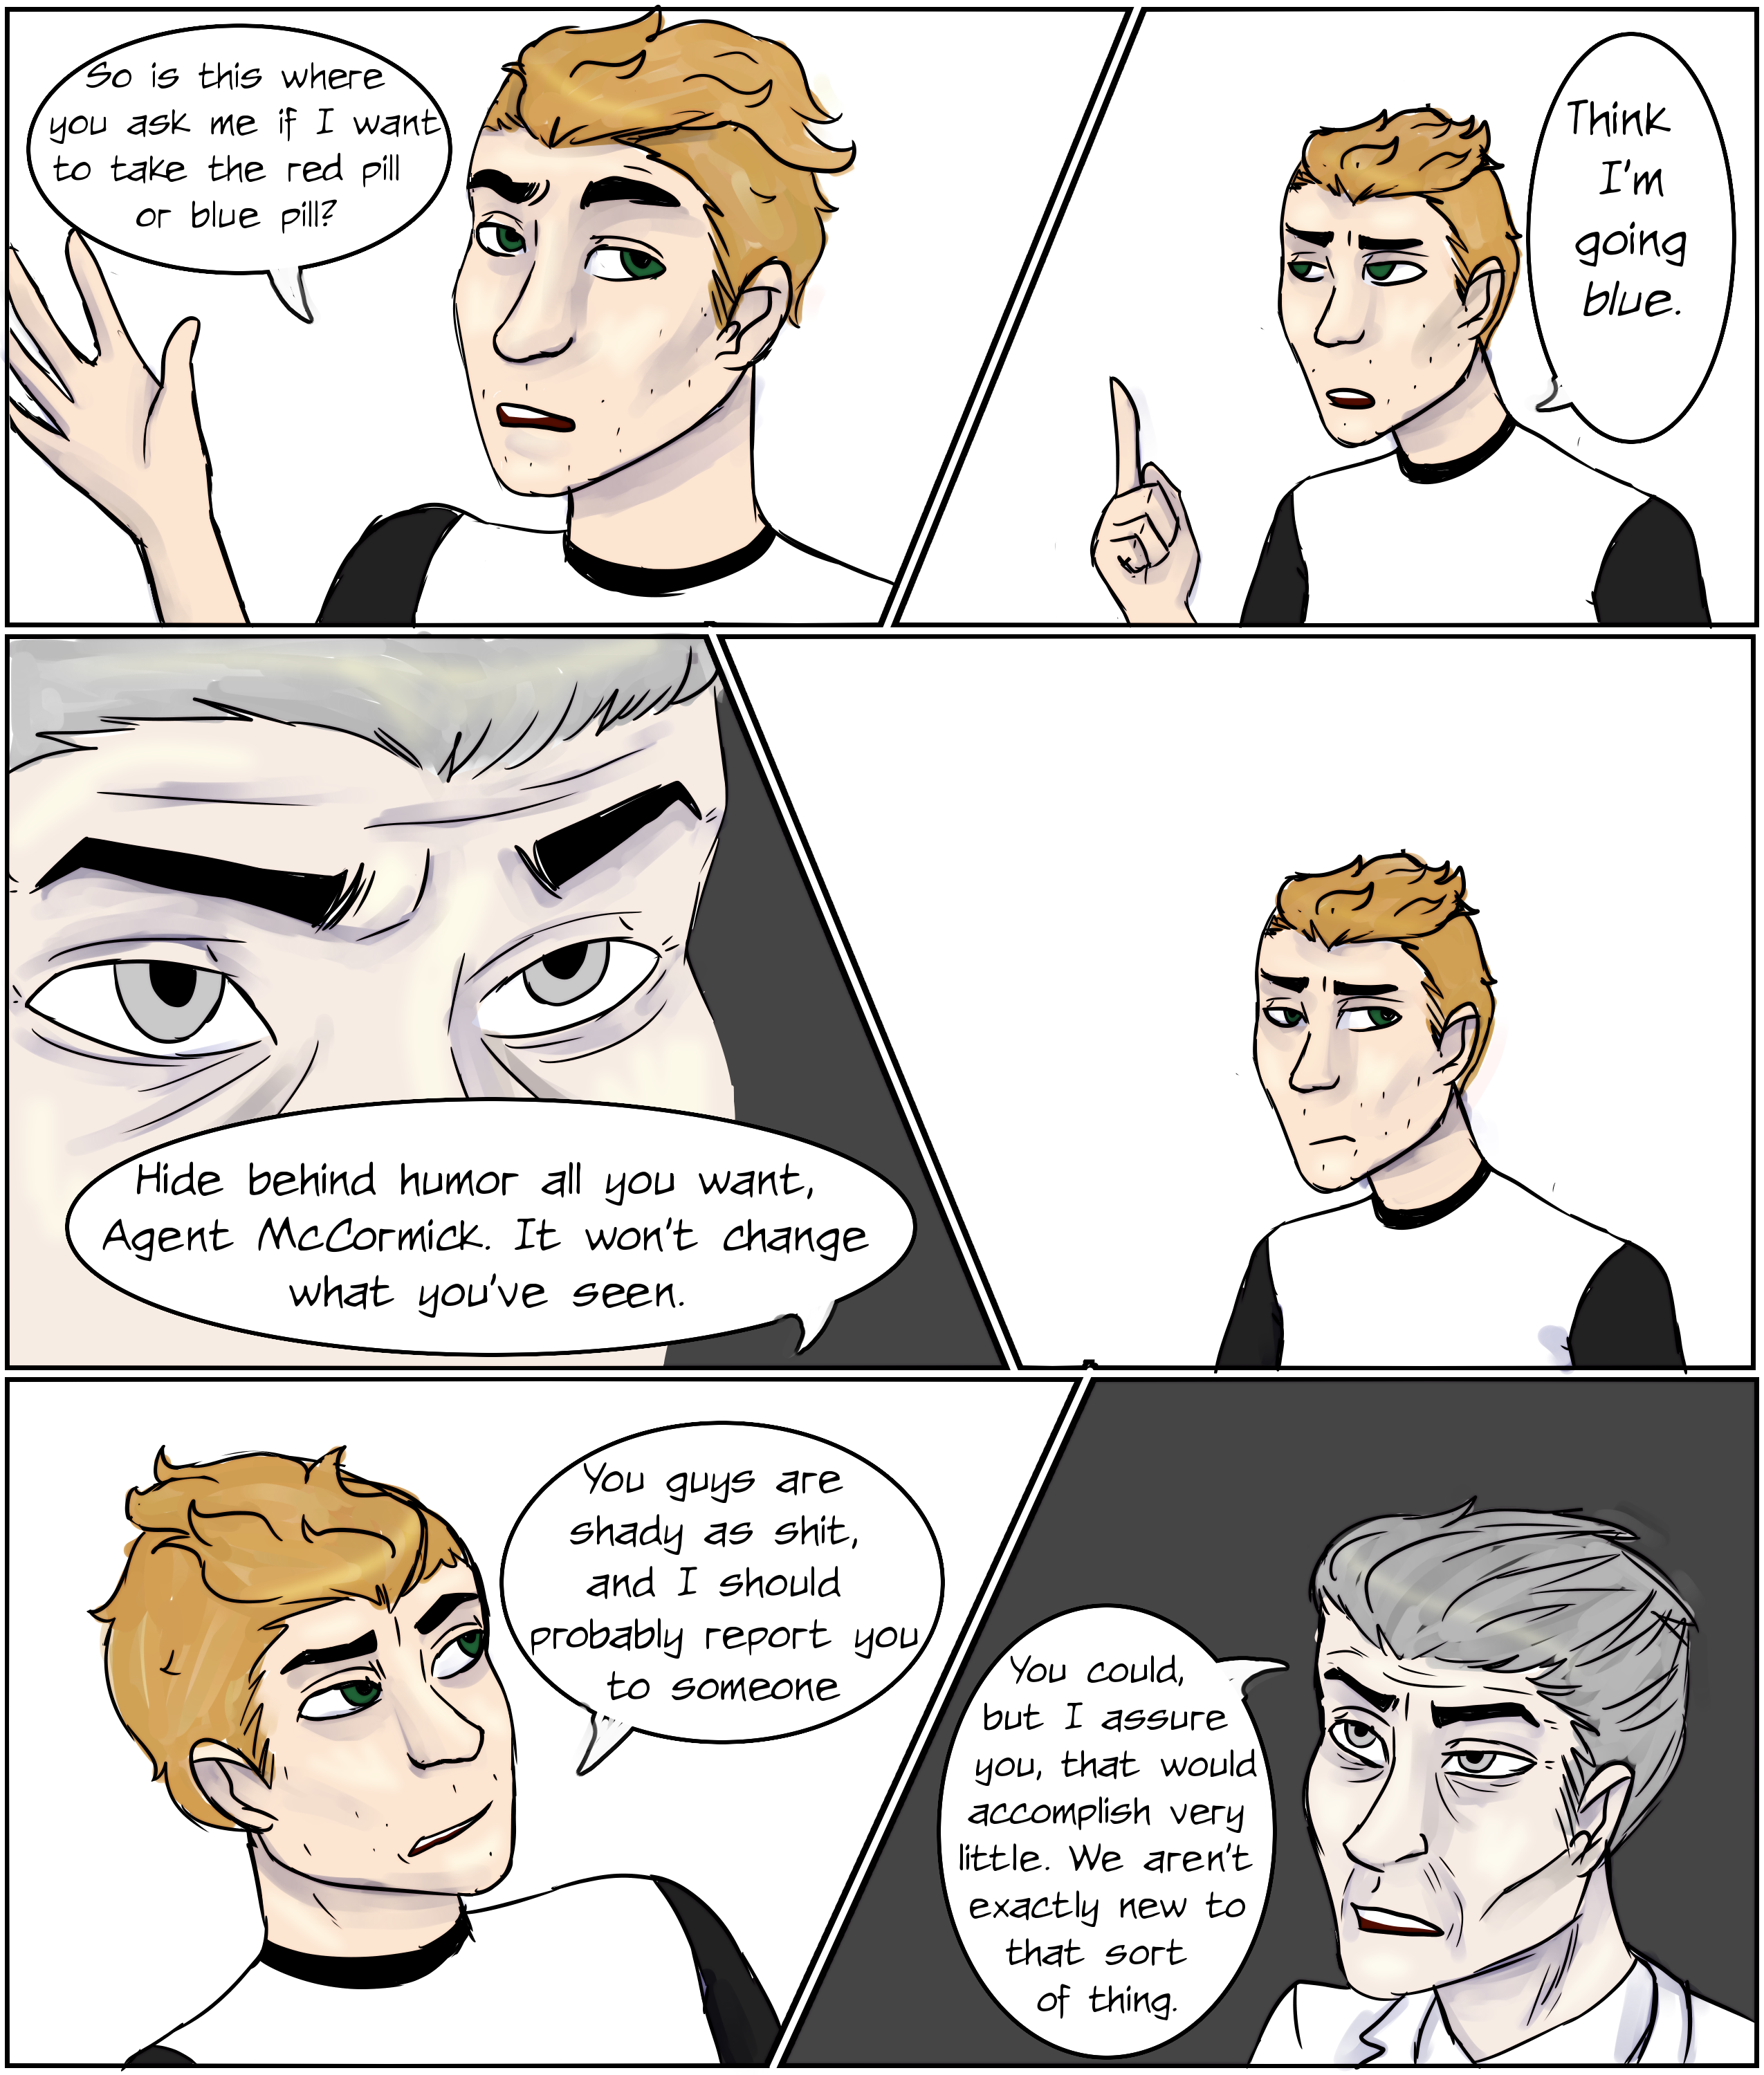 So is this where
you ask me if I want
to take the red pill
or blue pill?
Think
I'm
going
blue.
Hide behind humor all you want,
Agent McCormick. It won't change
what you've seen.
You guys are
shady as shit,
and I should
probably report you
to someone
You could,
but I assure
you, that would
accomplish very
little. We aren't
exactly new to
that sort
of thing.